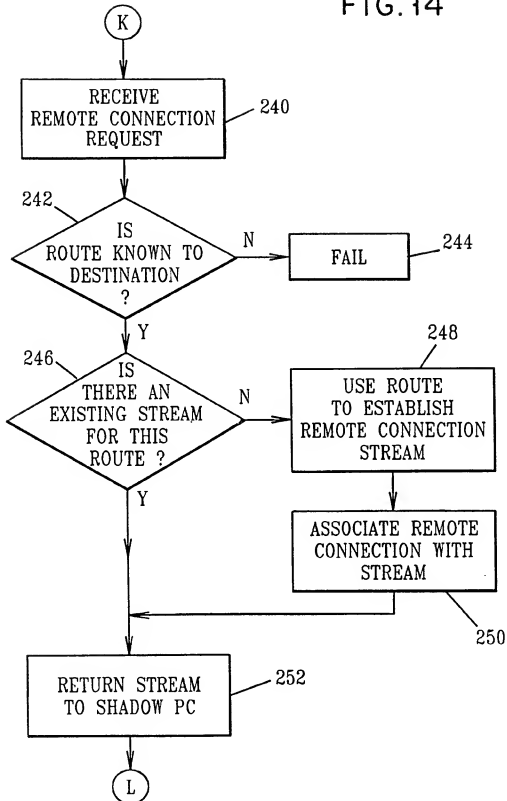 FIG.14
K
RECEIVE
REMOTE CONNECTION
REQUEST
240
242
IS
ROUTE KNOWN TO
DESTINATION
?
N
FAIL
244
Y
246
IS
THERE AN
EXISTING STREAM
FOR THIS
ROUTE ?
N
248
USE ROUTE
TO ESTABLISH
REMOTE CONNECTION
STREAM
Y
ASSOCIATE REMOTE
CONNECTION WITH
STREAM
250
RETURN STREAM
TO SHADOW PC
252
L